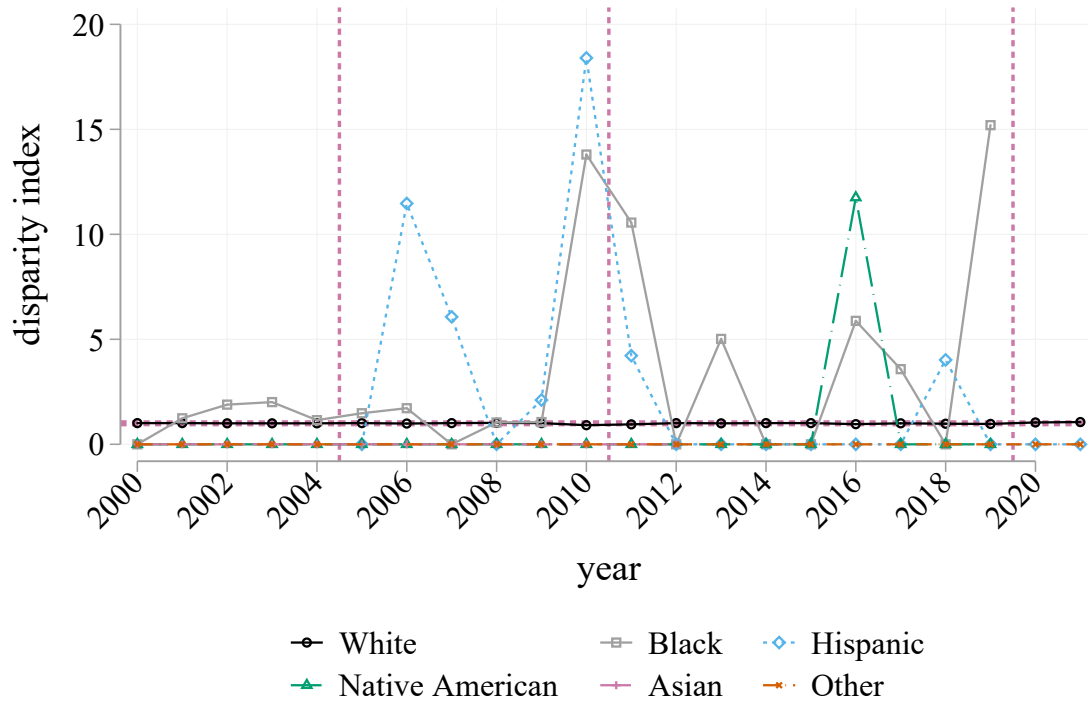 20
15
10
5
0
disparity index
2000 2002 2004 2006 2008 2010 2012 2014 2016 2018 2020
year
White Black Hispanic
Native American Asian Other